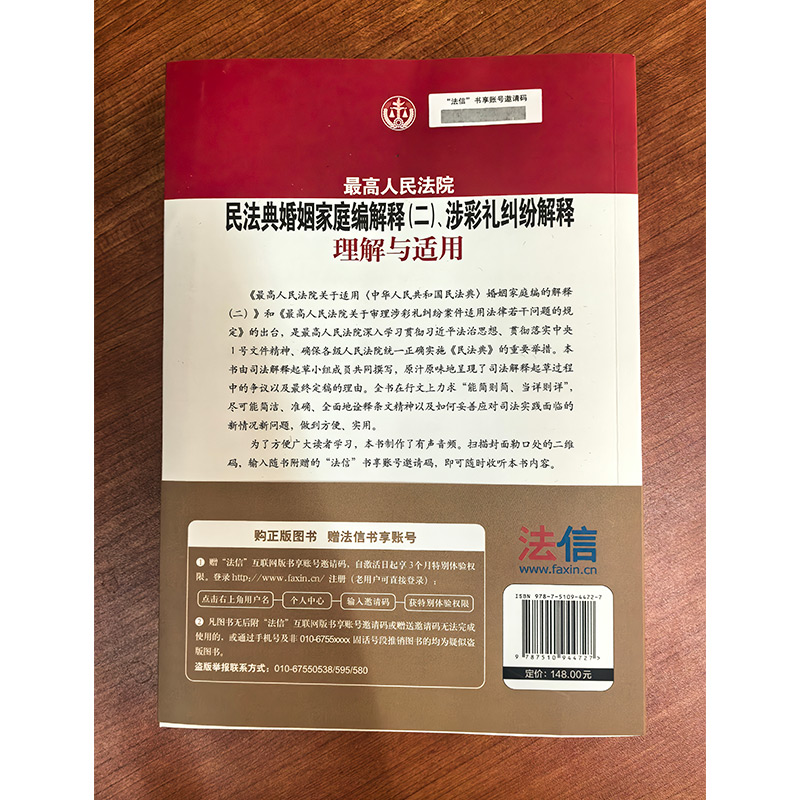 “法信”书享账号邀请码
最高人民法院
民法典婚姻家庭编解释(二)、涉彩礼纠纷解释
理解与适用
《最高人民法院关于适用〈中华人民共和国民法典〉婚姻家庭编的解释
(二)》和《最高人民法院关于审理涉彩礼纠纷案件适用法律若干问题的规
定》的出台，是最高人民法院深入学习贯彻习近平法治思想、贯彻落实中央
1号文件精神、确保各级人民法院统一正确实施《民法典》的重要举措。本
书由司法解释起草小组成员共同撰写，原汁原味地呈现了司法解释起草过程
中的争议以及最终定稿的理由。全书在行文上力求“能简则简、当详则详”，
尽可能简洁、准确、全面地诠释条文精神以及如何妥善应对司法实践面临的
新情况新问题，做到方便、实用。
为了方便广大读者学习，本书制作了有声音频。扫描封面勒口处的二维
码，输入随书附赠的“法信”书享账号邀请码，即可随时收听本书内容。
购正版图书 赠法信书享账号
❶ 赠“法信”互联网版书享账号邀请码、自激活日起享3个月特别体验权
限。登录http://www.faxin.cn/ 注册（老用户可直接登录）：
点击右上角用户名 个人中心 输入邀请码 获特别体验权限
❷ 凡图书无后附“法信”互联网版书享账号邀请码或赠送邀请码无法完成
使用的，或通过手机号及非 010-6755xxxx 固话号段推销图书的均为疑似盗
版图书。
盗版举报联系方式：010-67550538/595/580
法信
www.faxin.cn
ISBN 978-7-5109-4472-7
9 787510 944727 >
定价：148.00元